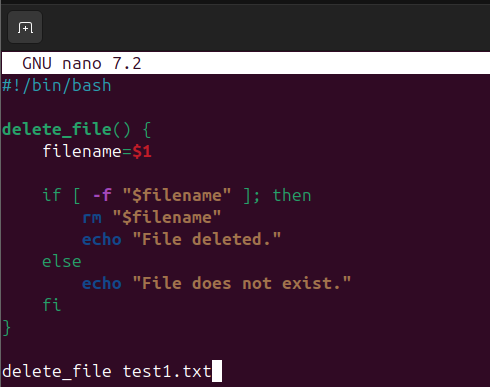 GNU nano 7.2
#!/bin/bash
delete_file() {
    filename=$1
    if [ -f "$filename" ]; then
        rm "$filename"
        echo "File deleted."
    else
        echo "File does not exist."
    fi
}
delete_file test1.txt